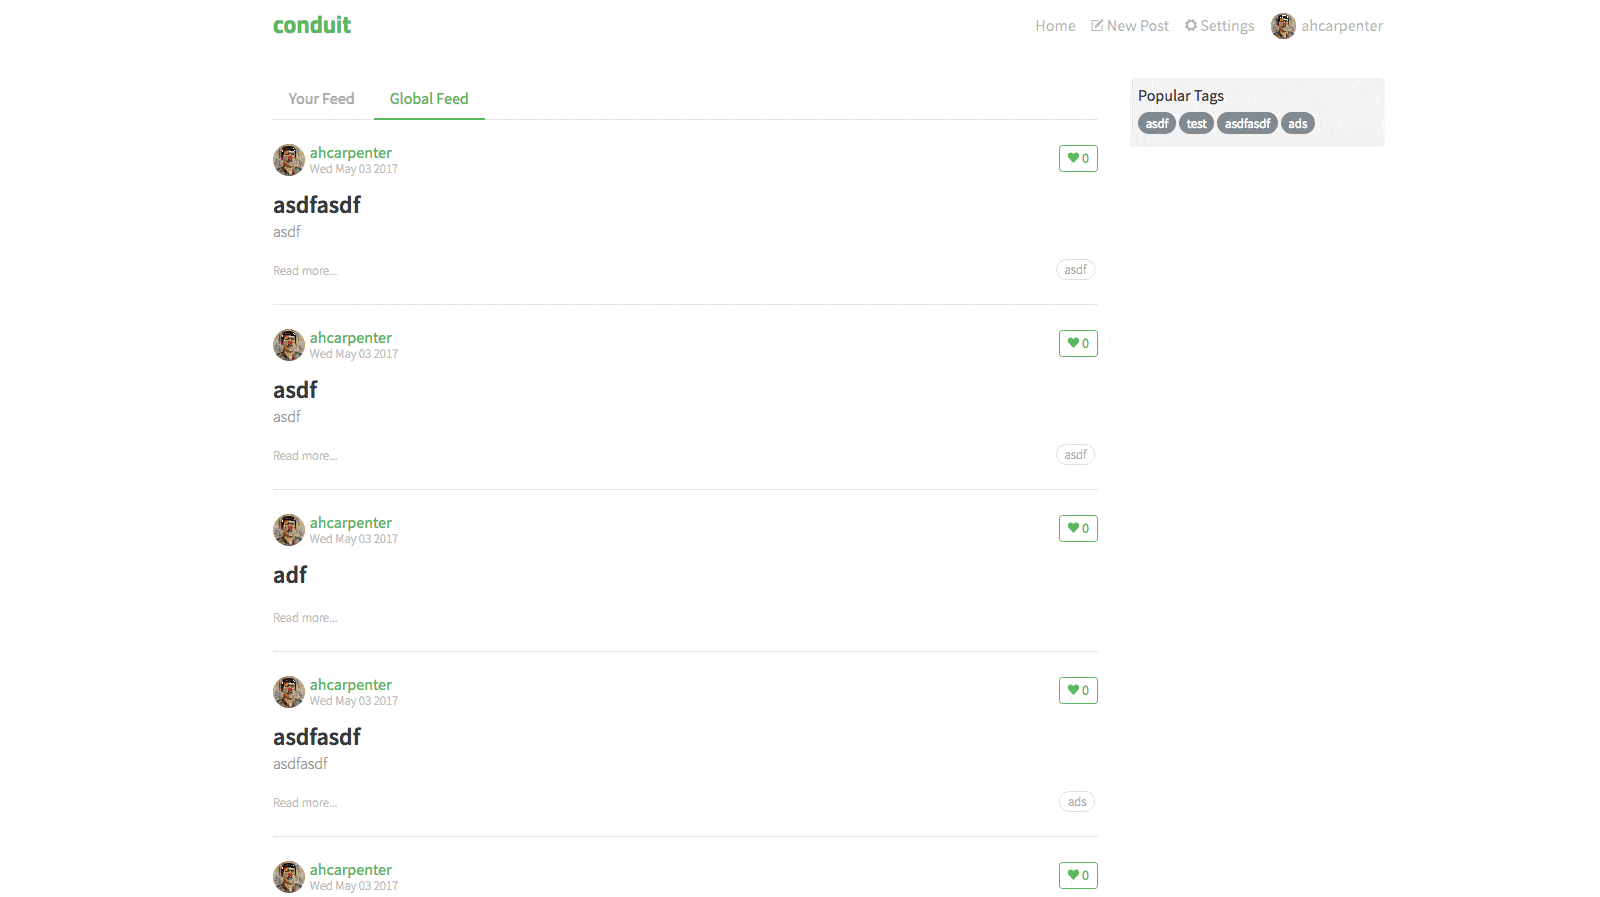 conduit
Home New Post Settings ahcarpenter
Your Feed Global Feed
Popular Tags
asdf test asdfasdf ads
ahcarpenter
Wed May 03 2017
0
asdfasdf
asdf
Read more...
asdf
ahcarpenter
Wed May 03 2017
0
asdf
asdf
Read more...
asdf
ahcarpenter
Wed May 03 2017
0
adf
Read more...
ahcarpenter
Wed May 03 2017
0
asdfasdf
asdfasdf
Read more...
ads
ahcarpenter
Wed May 03 2017
0